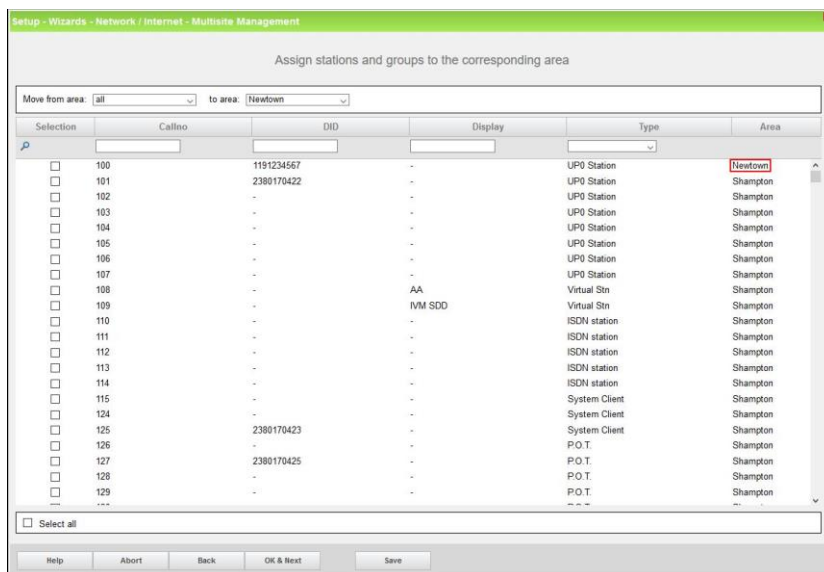 Setup - Wizards - Network / Internet - Multisite Management
Assign stations and groups to the corresponding area
Move from area: all to area: Newtown
Selection Callno DID Display Type Area
100 1191234567 - UP0 Station Newtown
101 2380170422 - UP0 Station Shampton
102 - - UP0 Station Shampton
103 - - UP0 Station Shampton
104 - - UP0 Station Shampton
105 - - UP0 Station Shampton
106 - - UP0 Station Shampton
107 - - UP0 Station Shampton
108 - AA Virtual Stn Shampton
109 - IVM SDD Virtual Stn Shampton
110 - - ISDN station Shampton
111 - - ISDN station Shampton
112 - - ISDN station Shampton
113 - - ISDN station Shampton
114 - - ISDN station Shampton
115 - - System Client Shampton
124 - - System Client Shampton
125 2380170423 - System Client Shampton
126 - - P.O.T. Shampton
127 2380170425 - P.O.T. Shampton
128 - - P.O.T. Shampton
129 - - P.O.T. Shampton
Select all
Help Abort Back OK & Next Save